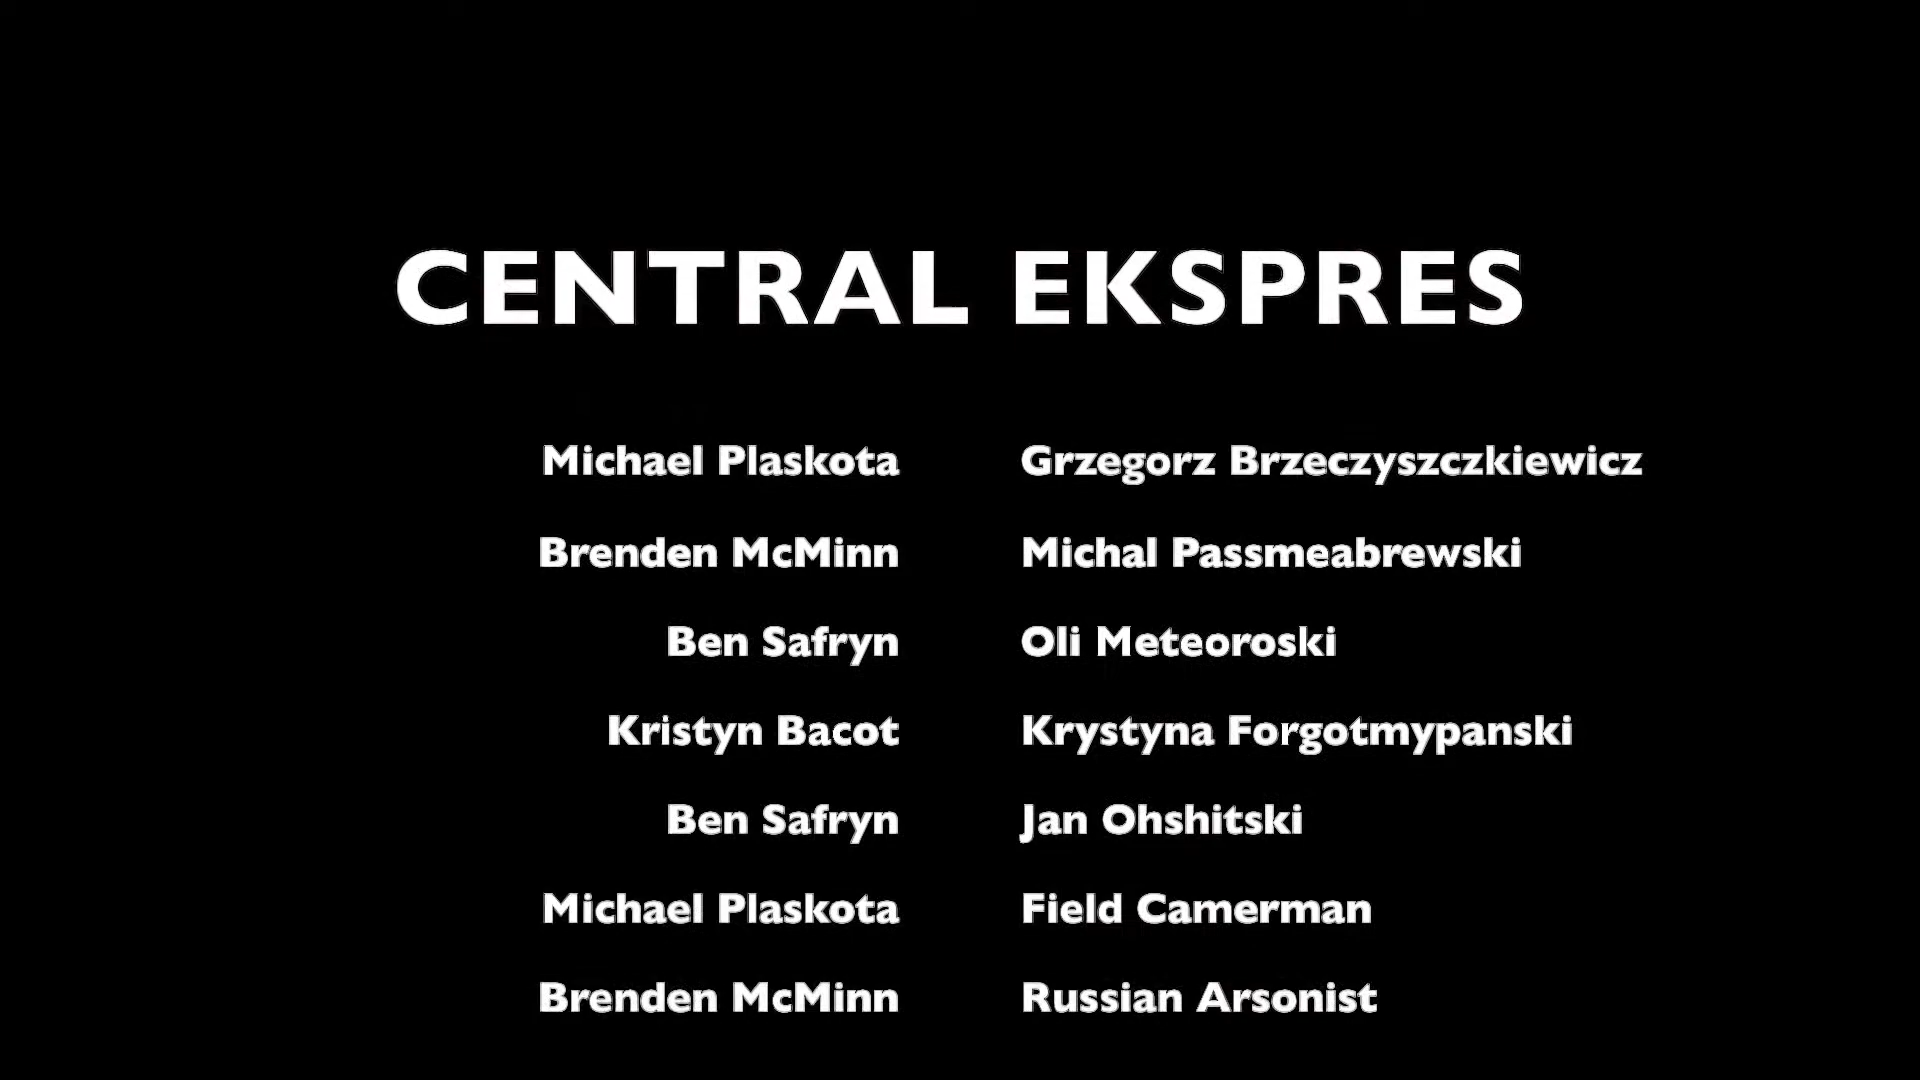 CENTRAL EKSPRES
Michael Plaskota Grzegorz Brzeczyszczkiewicz
Brenden McMinn Michal Passmeabrewski
Ben Safryn Oli Meteoroski
Kristyn Bacot Krystyna Forgotmypanski
Ben Safryn Jan Ohshitski
Michael Plaskota Field Camerman
Brenden McMinn Russian Arsonist